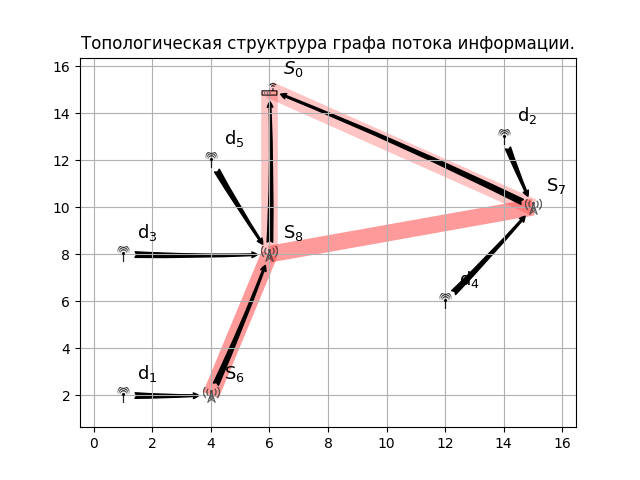 Топологическая структрура графа потока информации.
S0
d2
d5
S7
d3
S8
d4
d1
S6
16
14
12
10
8
6
4
2
0 2 4 6 8 10 12 14 16